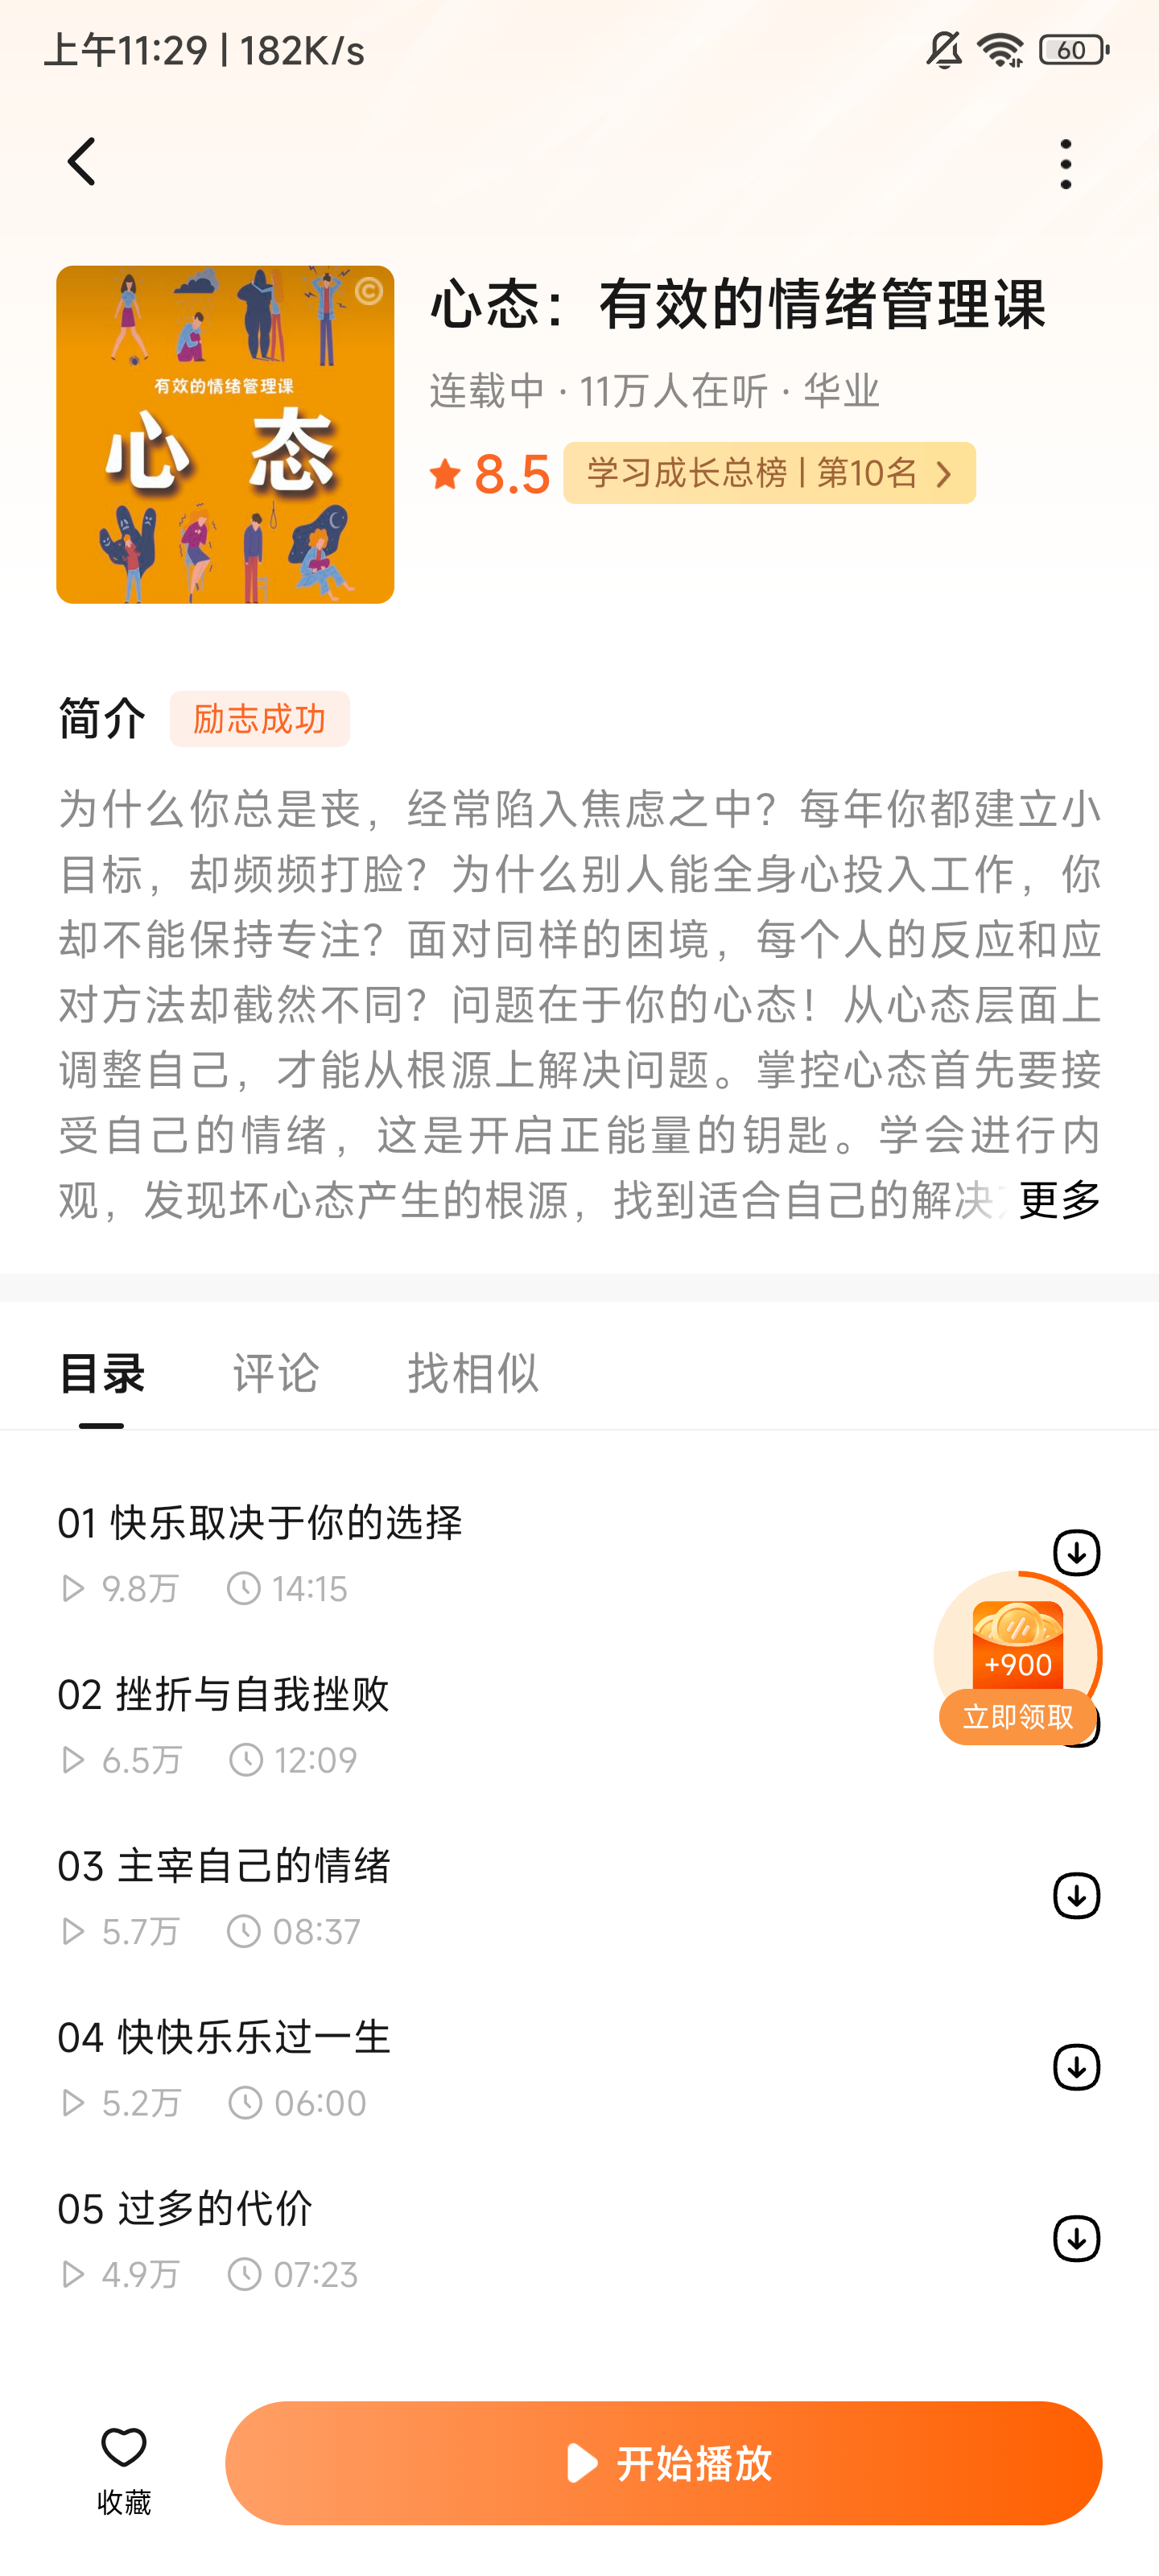 上午11:29 | 182K/s
60
©
有效的情绪管理课
心 态
心态：有效的情绪管理课
连载中 · 11万人在听 · 华业
8.5
学习成长总榜 | 第10名
简介
励志成功
为什么你总是丧，经常陷入焦虑之中？每年你都建立小
目标，却频频打脸？为什么别人能全身心投入工作，你
却不能保持专注？面对同样的困境，每个人的反应和应
对方法却截然不同？问题在于你的心态！从心态层面上
调整自己，才能从根源上解决问题。掌控心态首先要接
受自己的情绪，这是开启正能量的钥匙。学会进行内
观，发现坏心态产生的根源，找到适合自己的解决 更多
目录 评论 找相似
01 快乐取决于你的选择
9.8万 14:15
+900
立即领取
02 挫折与自我挫败
6.5万 12:09
03 主宰自己的情绪
5.7万 08:37
04 快快乐乐过一生
5.2万 06:00
05 过多的代价
4.9万 07:23
收藏
开始播放